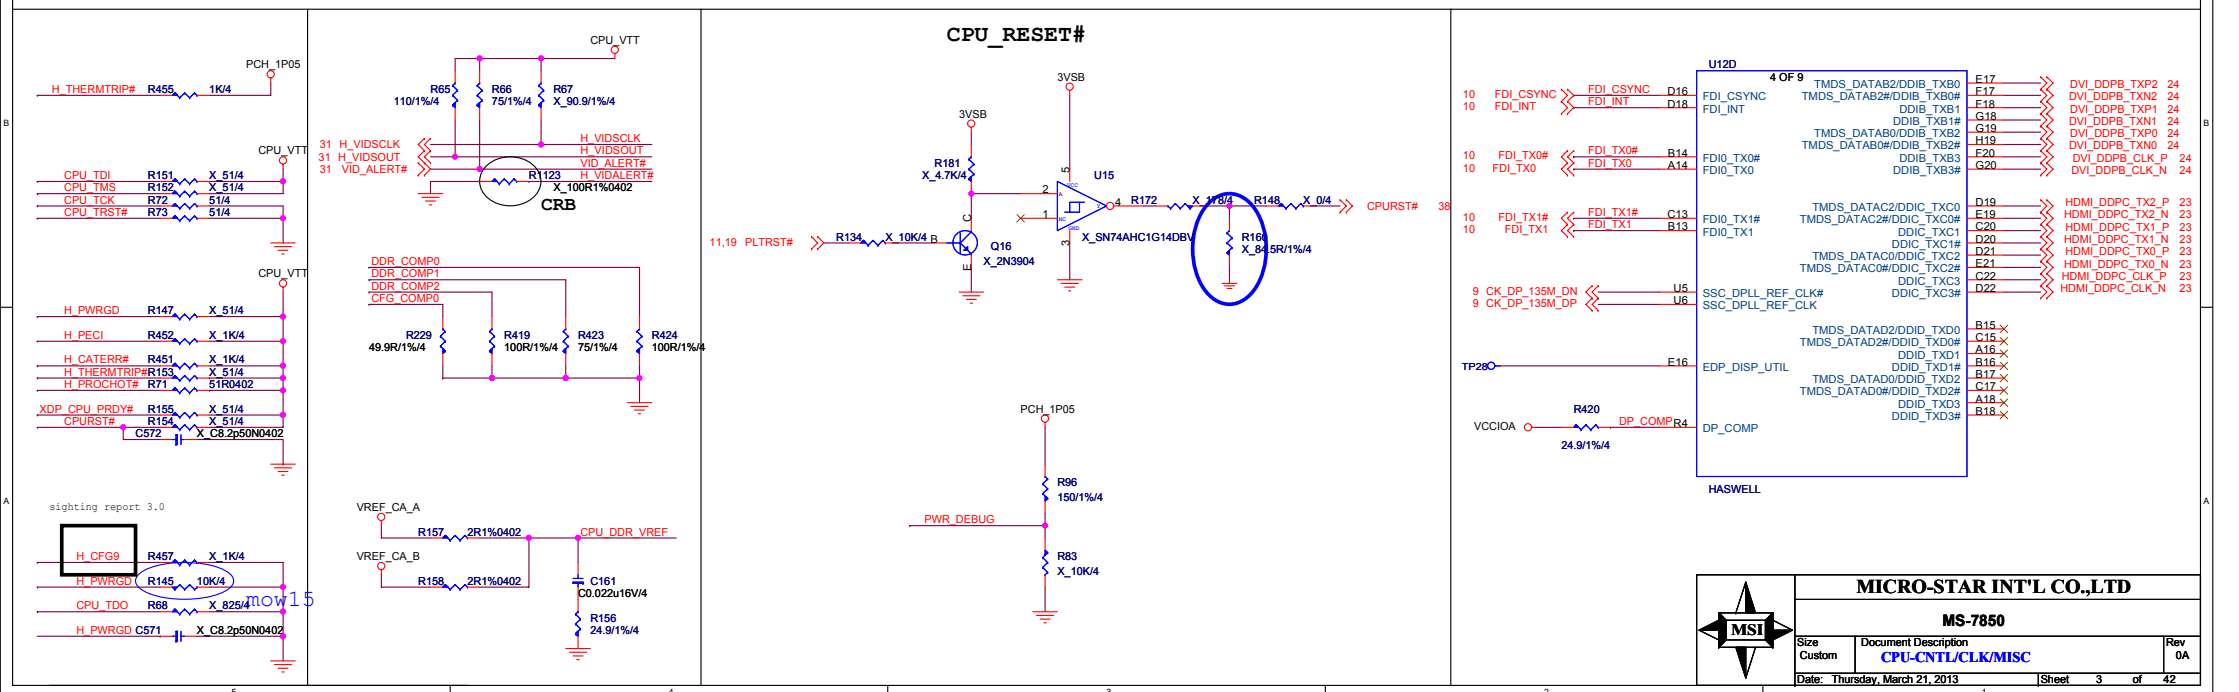 CPU_RESET#
B
PCH_1P05
H_THERMTRIP# R455 1K/4
CPU_VTT
CPU_TDI R151 X_51/4
CPU_TMS R152 X_51/4
CPU_TCK R72 51/4
CPU_TRST# R73 51/4
CPU_VTT
H_PWRGD R147 X_51/4
H_PECI R452 X_1K/4
H_CATERR# R451 X_1K/4
H_THERMTRIP# R153 X_51/4
H_PROCHOT# R71 51R0402
XDP_CPU_PRDY# R155 X_51/4
CPURST# R154 X_51/4
C572 X_C8.2p50N0402
A
sighting report 3.0
H_CFG9 R457 X_1K/4
H_PWRGD R145 10K/4
mow15
CPU_TDO R68 X_825/4
H_PWRGD C571 X_C8.2p50N0402
CPU_VTT
R65 110/1%/4
R66 75/1%/4
R67 X_90.9/1%/4
31 H_VIDSCLK H_VIDSCLK
31 H_VIDSOUT H_VIDSOUT
31 VID_ALERT# VID_ALERT#
R1123 H_VIDALERT#
X_100R1%0402
CRB
DDR_COMP0
DDR_COMP1
DDR_COMP2
CFG_COMP0
R229 49.9R/1%/4
R419 100R/1%/4
R423 75/1%/4
R424 100R/1%/4
VREF_CA_A
R157 2R1%0402 CPU_DDR_VREF
VREF_CA_B
R158 2R1%0402
C161 C0.022u16V/4
R156 24.9/1%/4
3VSB
3VSB
R181 X_4.7K/4
U15
5
VCC
2 A
1 NC
Y 4
GND
3
X_SN74AHC1G14DBV
R172 X_178/4 R148 X_0/4 CPURST# 38
R160 X_84.5R/1%/4
11,19 PLTRST# R134 X_10K/4 B
C
E
Q16 X_2N3904
PCH_1P05
R96 150/1%/4
PWR_DEBUG
R83 X_10K/4
U12D
4 OF 9
10 FDI_CSYNC FDI_CSYNC D16 FDI_CSYNC
10 FDI_INT FDI_INT D18 FDI_INT
10 FDI_TX0# FDI_TX0# B14 FDI0_TX0#
10 FDI_TX0 FDI_TX0 A14 FDI0_TX0
10 FDI_TX1# FDI_TX1# C13 FDI0_TX1#
10 FDI_TX1 FDI_TX1 B13 FDI0_TX1
9 CK_DP_135M_DN U5 SSC_DPLL_REF_CLK#
9 CK_DP_135M_DP U6 SSC_DPLL_REF_CLK
TP28 E16 EDP_DISP_UTIL
R420
VCCIOA DP_COMP R4 DP_COMP
24.9/1%/4
TMDS_DATAB2/DDIB_TXB0 E17 DVI_DDPB_TXP2 24
TMDS_DATAB2#/DDIB_TXB0# F17 DVI_DDPB_TXN2 24
DDIB_TXB1 F18 DVI_DDPB_TXP1 24
DDIB_TXB1# G18 DVI_DDPB_TXN1 24
TMDS_DATAB0/DDIB_TXB2 G19 DVI_DDPB_TXP0 24
TMDS_DATAB0#/DDIB_TXB2# H19 DVI_DDPB_TXN0 24
DDIB_TXB3 F20 DVI_DDPB_CLK_P 24
DDIB_TXB3# G20 DVI_DDPB_CLK_N 24
TMDS_DATAC2/DDIC_TXC0 D19 HDMI_DDPC_TX2_P 23
TMDS_DATAC2#/DDIC_TXC0# E19 HDMI_DDPC_TX2_N 23
DDIC_TXC1 C20 HDMI_DDPC_TX1_P 23
DDIC_TXC1# D20 HDMI_DDPC_TX1_N 23
TMDS_DATAC0/DDIC_TXC2 D21 HDMI_DDPC_TX0_P 23
TMDS_DATAC0#/DDIC_TXC2# E21 HDMI_DDPC_TX0_N 23
DDIC_TXC3 C22 HDMI_DDPC_CLK_P 23
DDIC_TXC3# D22 HDMI_DDPC_CLK_N 23
TMDS_DATAD2/DDID_TXD0 B15
TMDS_DATAD2#/DDID_TXD0# C15
DDID_TXD1 A16
DDID_TXD1# B16
TMDS_DATAD0/DDID_TXD2 B17
TMDS_DATAD0#/DDID_TXD2# C17
DDID_TXD3 A18
DDID_TXD3# B18
HASWELL
B
A
MSI
MICRO-STAR INT'L CO.,LTD
MS-7850
Size Custom
Document Description
CPU-CNTL/CLK/MISC
Rev 0A
Date: Thursday, March 21, 2013 Sheet 3 of 42